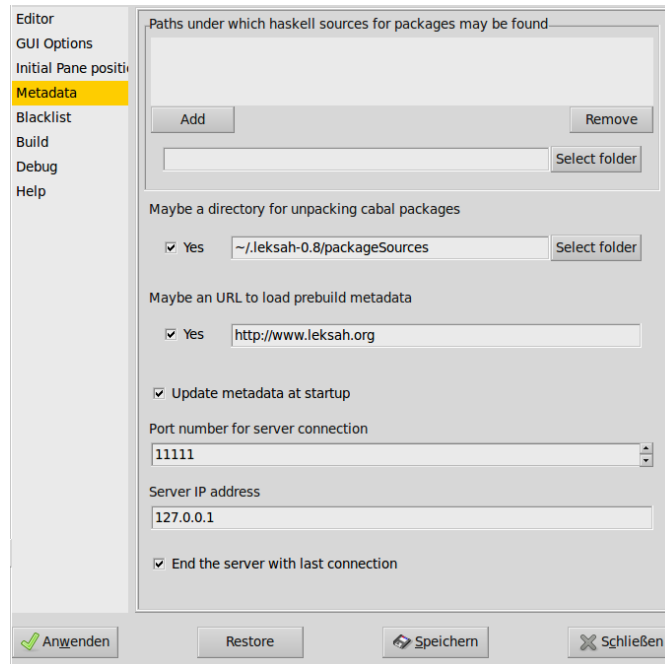 Editor
GUI Options
Initial Pane positi
Metadata
Blacklist
Build
Debug
Help
Paths under which haskell sources for packages may be found
Add
Remove
Select folder
Maybe a directory for unpacking cabal packages
Yes
~/.leksah-0.8/packageSources
Select folder
Maybe an URL to load prebuild metadata
Yes
http://www.leksah.org
Update metadata at startup
Port number for server connection
11111
Server IP address
127.0.0.1
End the server with last connection
Anwenden
Restore
Speichern
Schließen